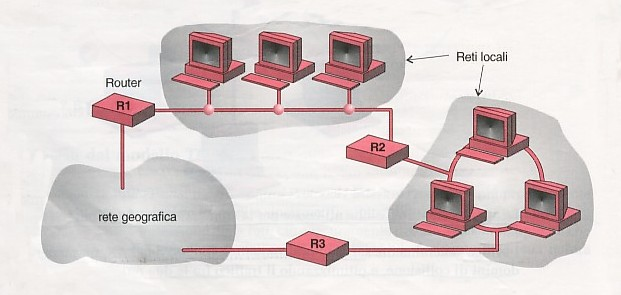 Reti locali
Router
R1
R2
rete geografica
R3